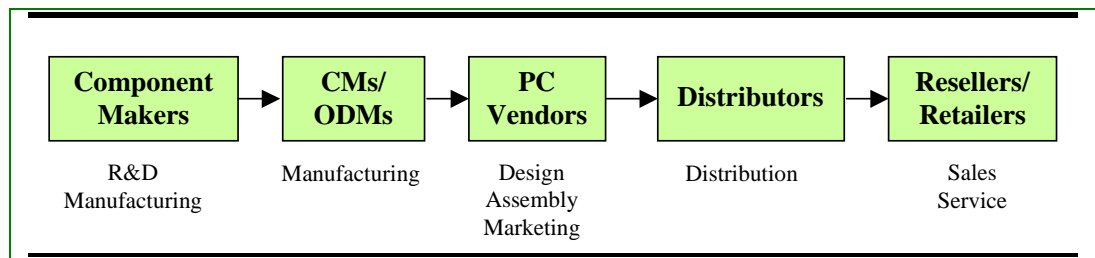 Component
Makers
CMs/
ODMs
PC
Vendors
Distributors
Resellers/
Retailers
R&D
Manufacturing
Manufacturing
Design
Assembly
Marketing
Distribution
Sales
Service